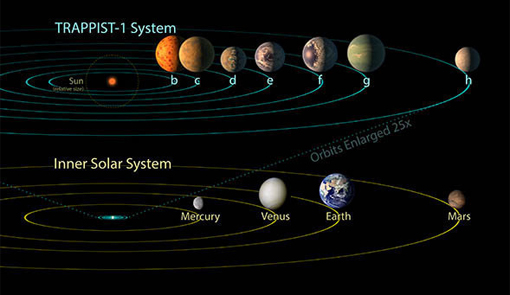 TRAPPIST-1 System
Sun
(relative size)
b c d e f g h
Orbits Enlarged 25x
Inner Solar System
Mercury Venus Earth Mars